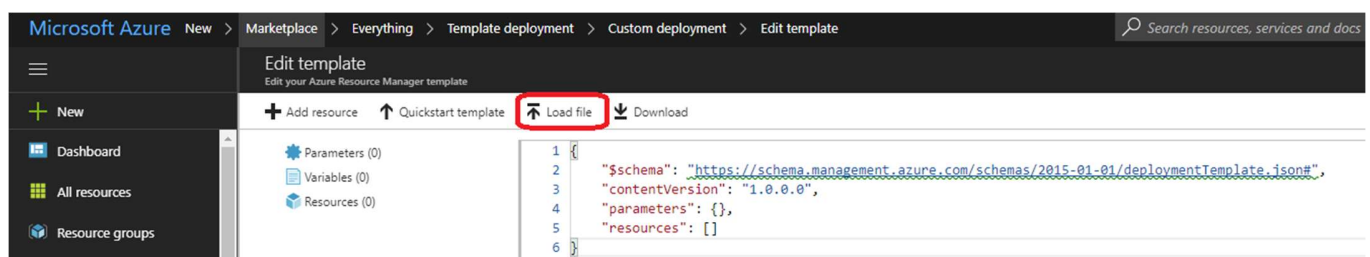 Microsoft Azure New > Marketplace > Everything > Template deployment > Custom deployment > Edit template Search resources, services and docs
Edit template
Edit your Azure Resource Manager template
New
Add resource Quickstart template Load file Download
Dashboard
All resources
Resource groups
Parameters (0)
Variables (0)
Resources (0)
1 {
2 "$schema": "https://schema.management.azure.com/schemas/2015-01-01/deploymentTemplate.json#",
3 "contentVersion": "1.0.0.0",
4 "parameters": {},
5 "resources": []
6 }